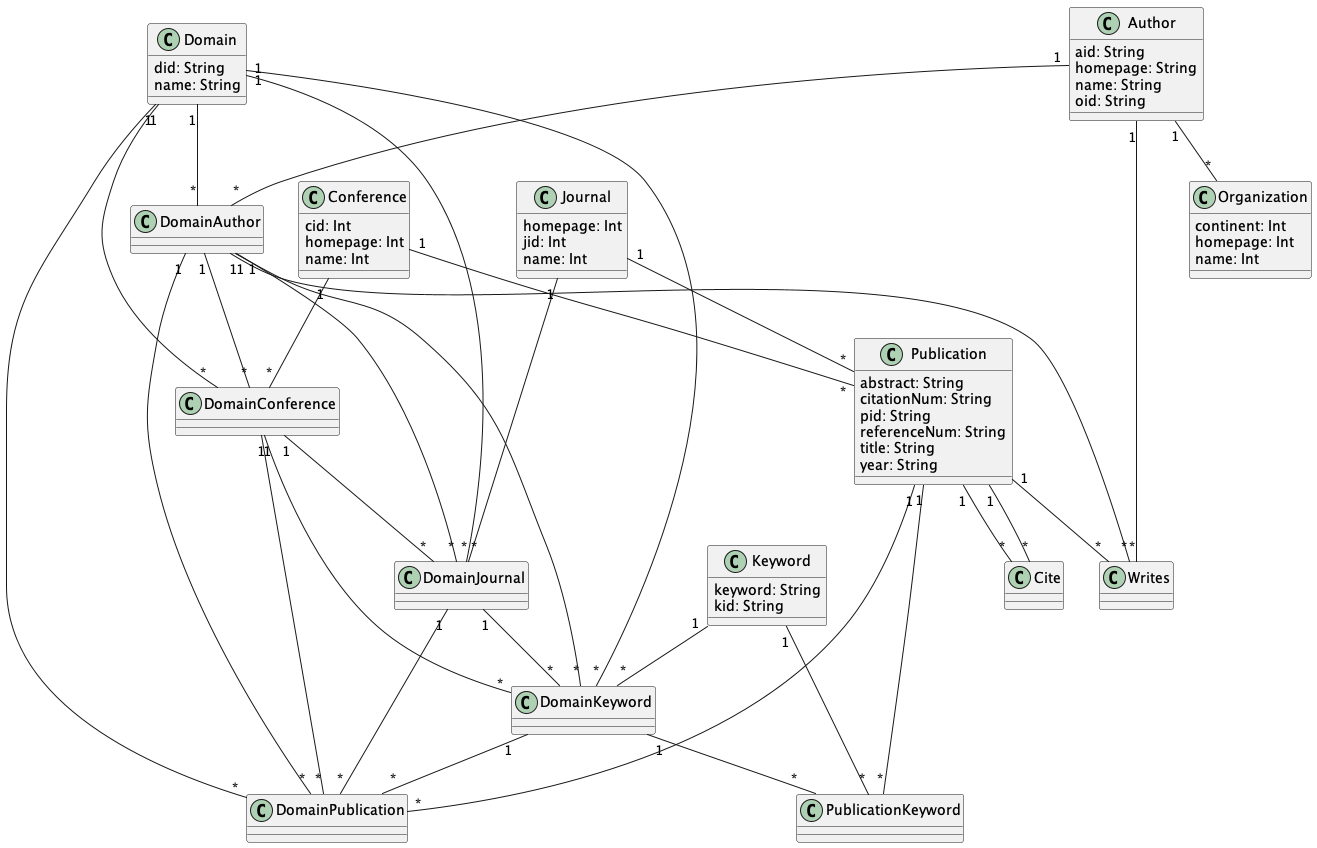 C Domain
did: String
name: String
C Author
aid: String
homepage: String
name: String
oid: String
1
1
1
1
1
1
1
1
1
*
*
*
C DomainAuthor
C Conference
cid: Int
homepage: Int
name: Int
C Journal
homepage: Int
jid: Int
name: Int
C Organization
continent: Int
homepage: Int
name: Int
1
1
1
1
1
1
1
1
1
C Publication
abstract: String
citationNum: String
pid: String
referenceNum: String
title: String
year: String
*
*
*
*
*
C DomainConference
1
1
1
1
1
1
1
1
*
*
*
*
*
*
*
*
*
C DomainJournal
C Keyword
keyword: String
kid: String
C Cite
C Writes
1
1
1
1
*
*
*
*
*
C DomainKeyword
1
1
*
*
*
*
*
*
*
*
*
C DomainPublication
C PublicationKeyword